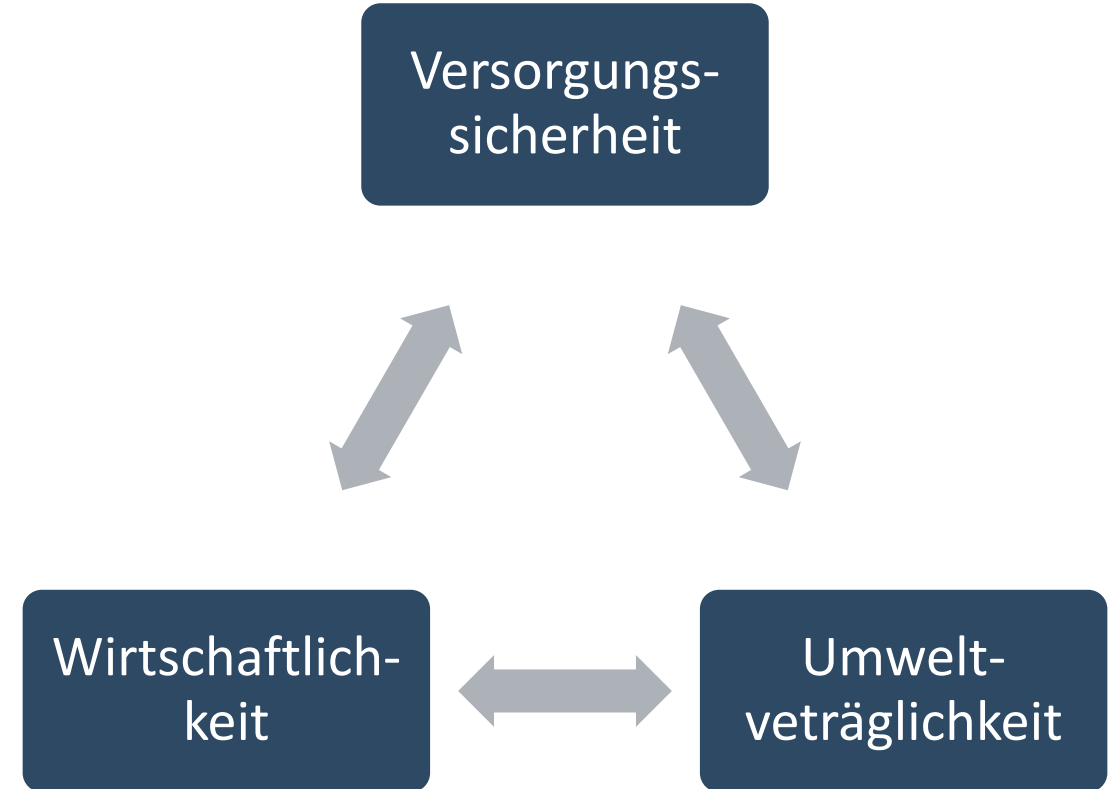 Versorgungs-
sicherheit
Wirtschaftlich-
keit
Umwelt-
veträglichkeit